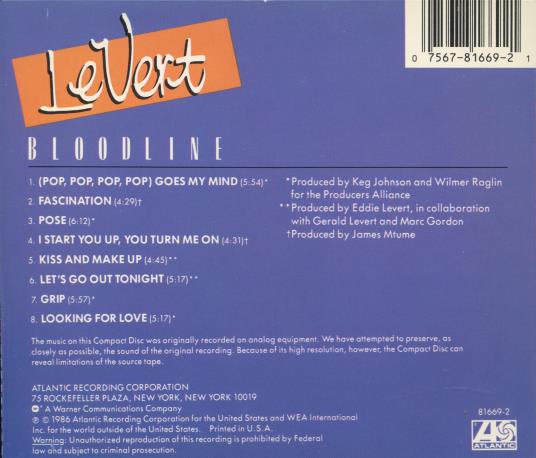 LeVert
0 7567-81669-2 1
BLOODLINE
1. (POP, POP, POP, POP) GOES MY MIND (5:54)*
2. FASCINATION (4:29)†
3. POSE (6:12)*
4. I START YOU UP, YOU TURN ME ON (4:31)†
5. KISS AND MAKE UP (4:45)**
6. LET'S GO OUT TONIGHT (5:17)**
7. GRIP (5:57)*
8. LOOKING FOR LOVE (5:17)*
*Produced by Keg Johnson and Wilmer Raglin
for the Producers Alliance
**Produced by Eddie Levert, in collaboration
with Gerald Levert and Marc Gordon
†Produced by James Mtume
The music on this Compact Disc was originally recorded on analog equipment. We have attempted to preserve, as
closely as possible, the sound of the original recording. Because of its high resolution, however, the Compact Disc can
reveal limitations of the source tape.
ATLANTIC RECORDING CORPORATION
75 ROCKEFELLER PLAZA, NEW YORK, NEW YORK 10019
A Warner Communications Company
℗ © 1986 Atlantic Recording Corporation for the United States and WEA International
Inc. for the world outside of the United States. Printed in U.S.A.
Warning: Unauthorized reproduction of this recording is prohibited by Federal
law and subject to criminal prosecution.
81669-2
ATLANTIC